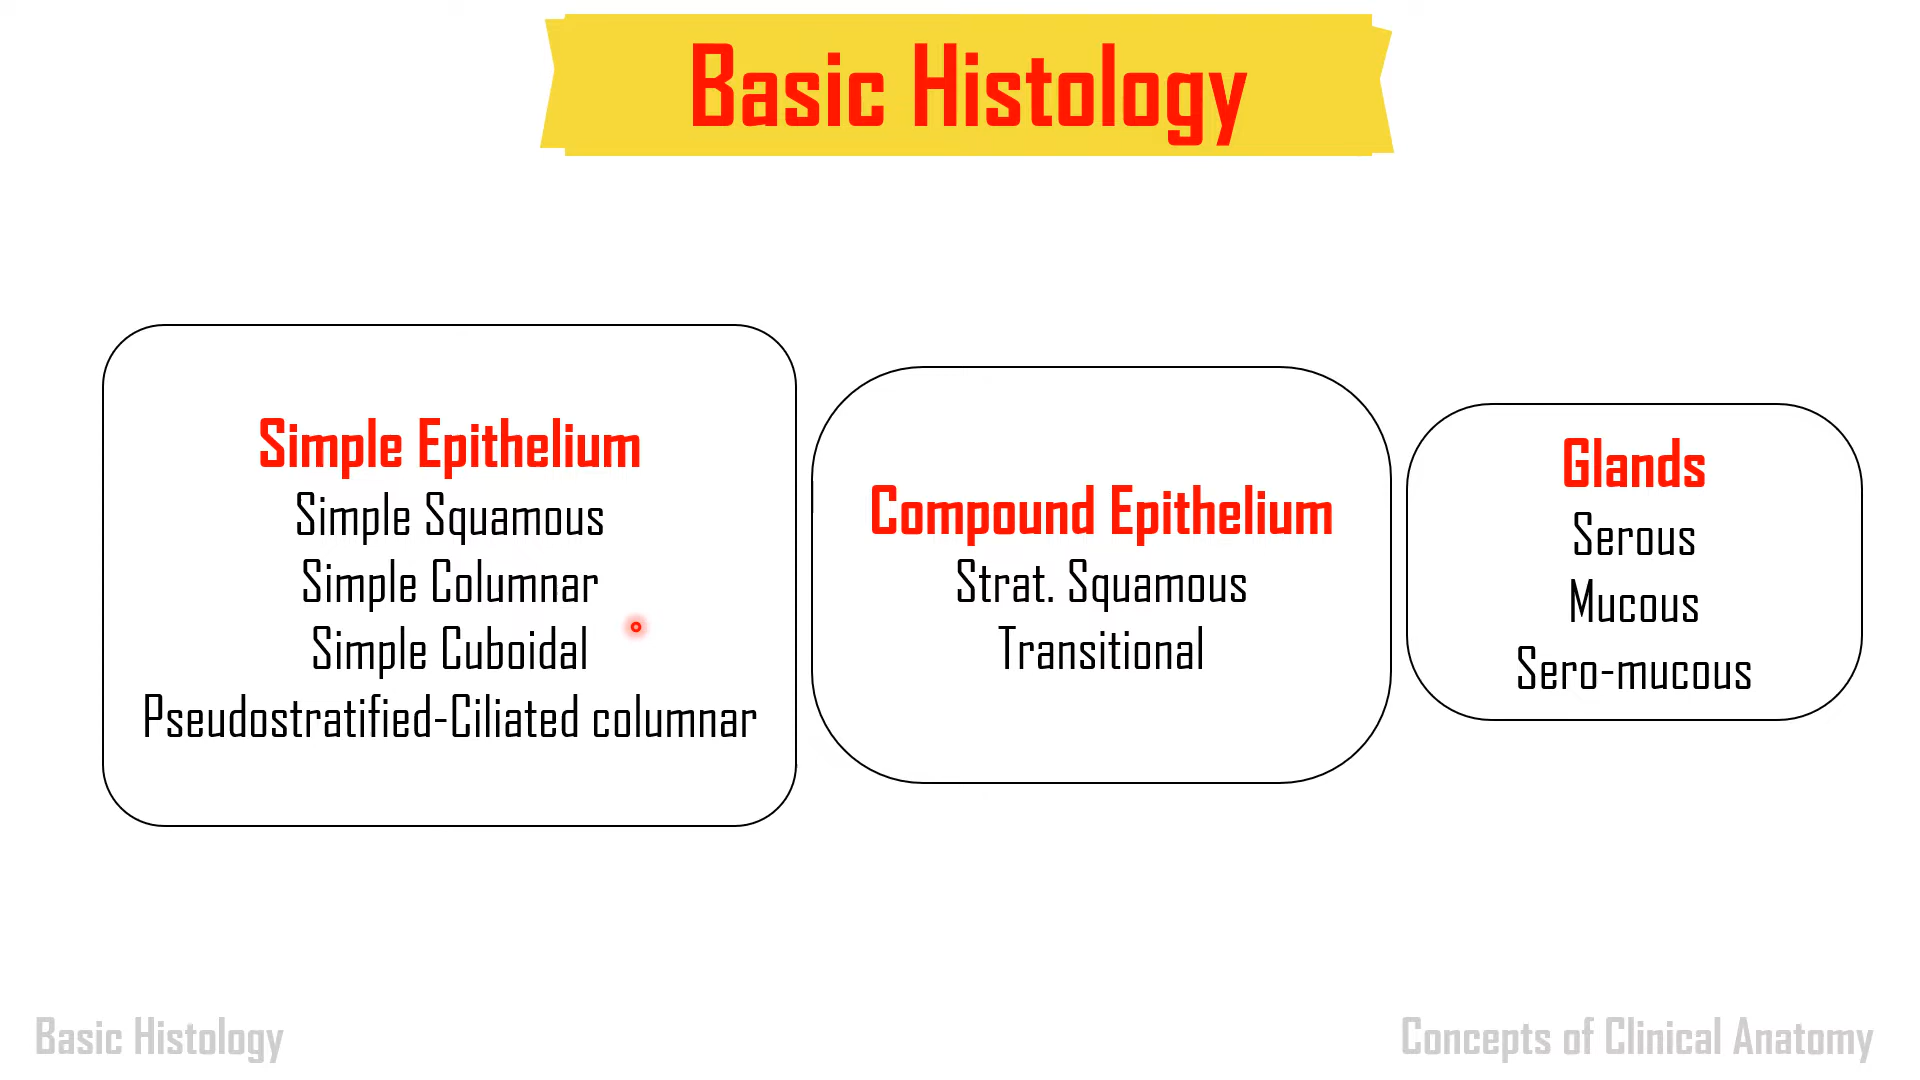 Basic Histology
Simple Epithelium
Simple Squamous
Simple Columnar
Simple Cuboidal
Pseudostratified-Ciliated columnar
Compound Epithelium
Strat. Squamous
Transitional
Glands
Serous
Mucous
Sero-mucous
Basic Histology
Concepts of Clinical Anatomy